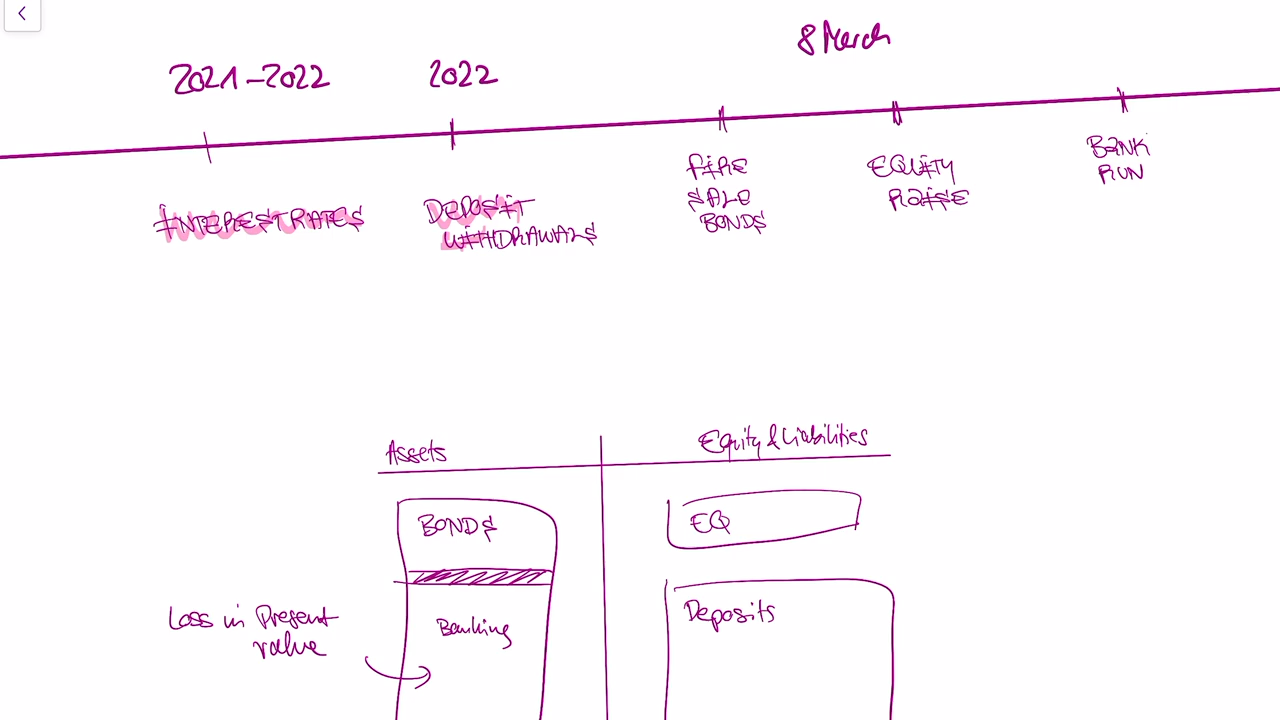 8 March
2021-2022
2022
INTEREST RATES
DEPOSIT
WITHDRAWALS
FIRE
SALE
BONDS
EQUITY
RAISE
BANK
RUN
Assets
Equity & Liabilities
BONDS
EQ
Loss in Present
value
Banking
Deposits